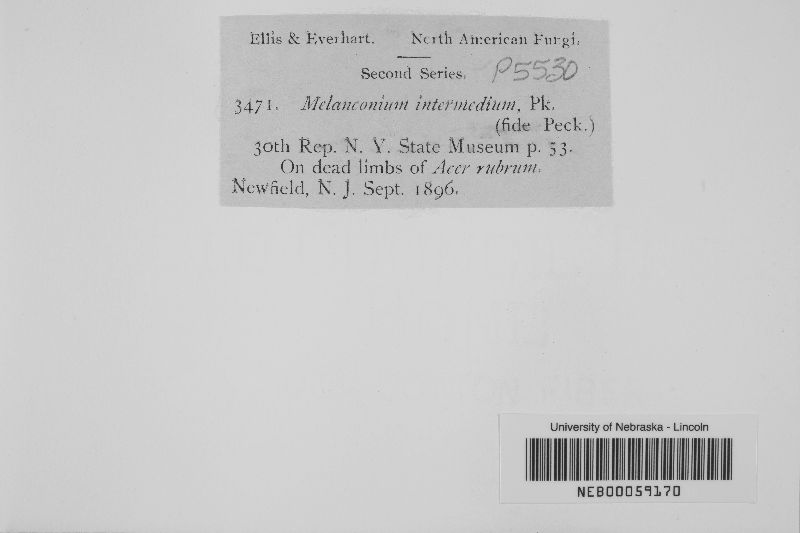 Ellis & Everhart. North American Fungi.
Second Series. P5530
3471. Melanconium intermedium, Pk.
(fide Peck.)
30th Rep. N. Y. State Museum p. 53.
On dead limbs of Acer rubrum.
Newfield, N. J. Sept. 1896.
University of Nebraska - Lincoln
NEB00059170